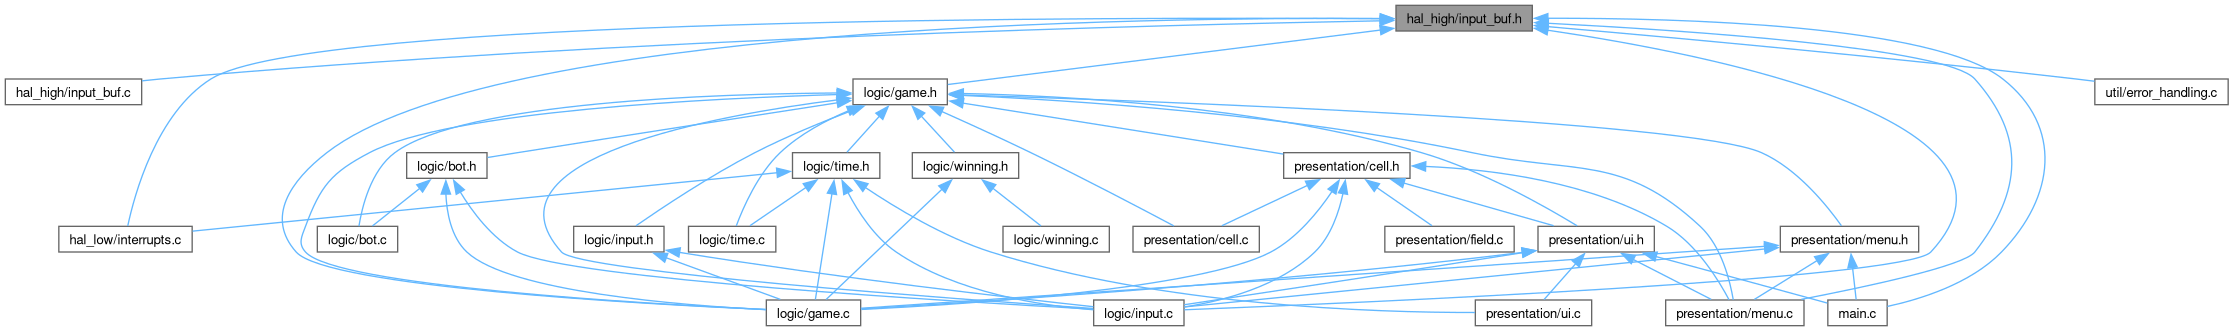 hal_high/input_buf.h
hal_high/input_buf.c
logic/game.h
util/error_handling.c
logic/bot.h
logic/time.h
logic/winning.h
presentation/cell.h
hal_low/interrupts.c
logic/bot.c
logic/input.h
logic/time.c
logic/winning.c
presentation/cell.c
presentation/field.c
presentation/ui.h
presentation/menu.h
logic/game.c
logic/input.c
presentation/ui.c
presentation/menu.c
main.c